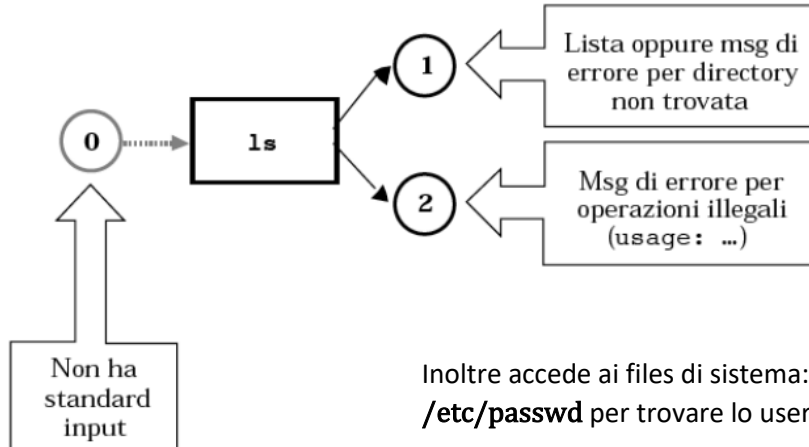 Lista oppure msg di
errore per directory
non trovata
1
0
ls
2
Msg di errore per
operazioni illegali
(usage: …)
Non ha
standard
input
Inoltre accede ai files di sistema:
/etc/passwd per trovare lo user